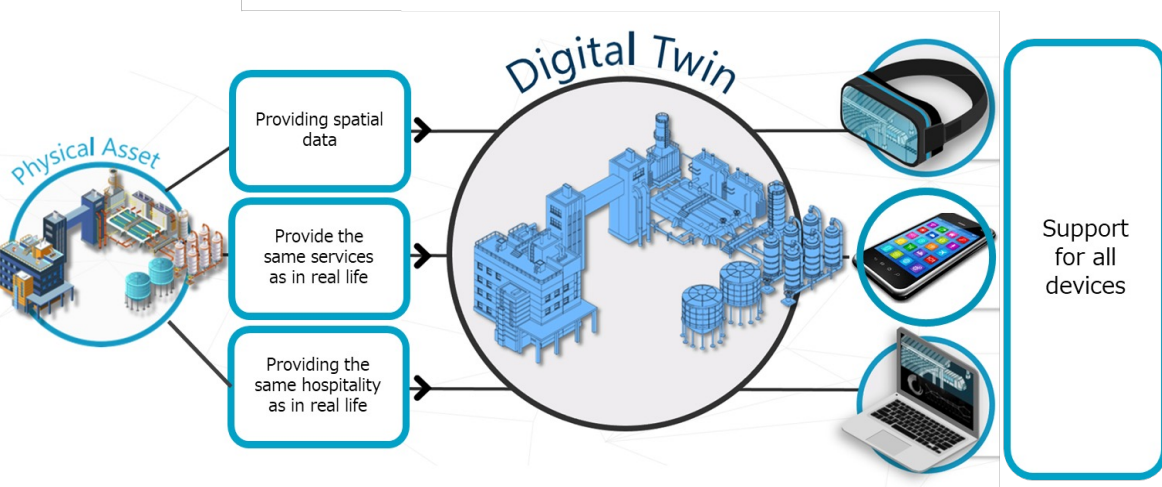 Digital Twin
Physical Asset
Providing spatial
data
Provide the
same services
as in real life
Providing the
same hospitality
as in real life
Support
for all
devices